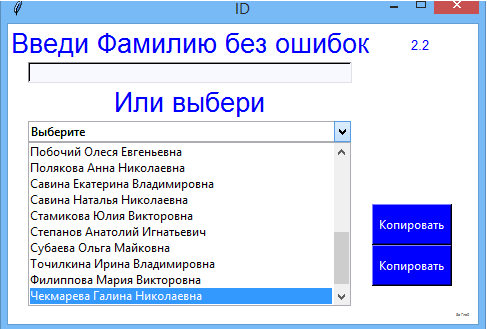 ID
Введи Фамилию без ошибок
2.2
Или выбери
Выберите
Побочий Олеся Евгеньевна
Полякова Анна Николаевна
Савина Екатерина Владимировна
Савина Наталья Николаевна
Стамикова Юлия Викторовна
Степанов Анатолий Игнатьевич
Субаева Ольга Майковна
Точилкина Ирина Владимировна
Филиппова Мария Викторовна
Чекмарева Галина Николаевна
Копировать
Копировать